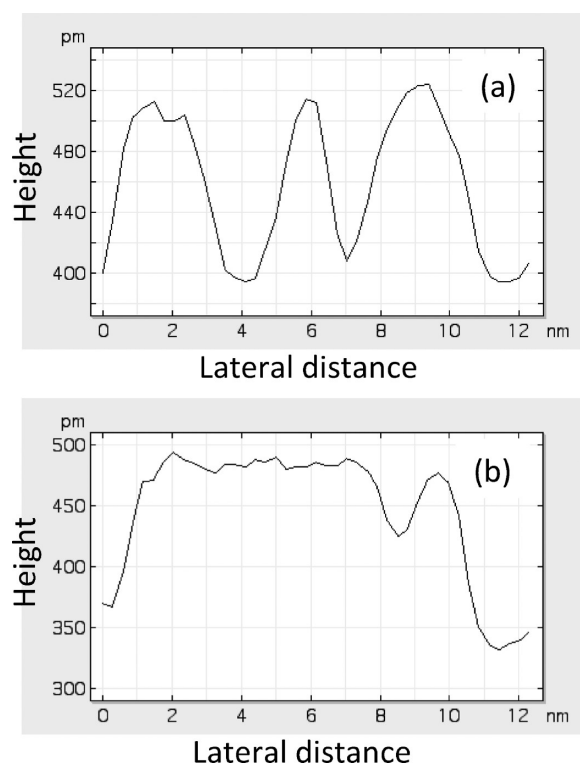 pm
520
480
440
400
Height
(a)
0 2 4 6 8 10 12 nm
Lateral distance
pm
500
450
400
350
300
Height
(b)
0 2 4 6 8 10 12 nm
Lateral distance